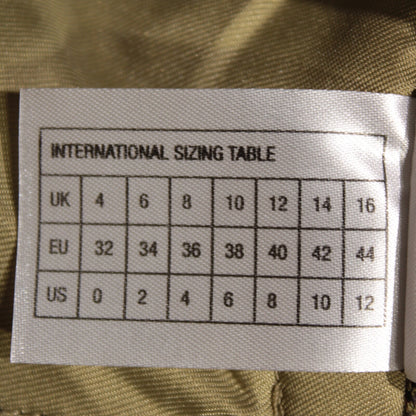 INTERNATIONAL SIZING TABLE
UK 4 6 8 10 12 14 16
EU 32 34 36 38 40 42 44
US 0 2 4 6 8 10 12